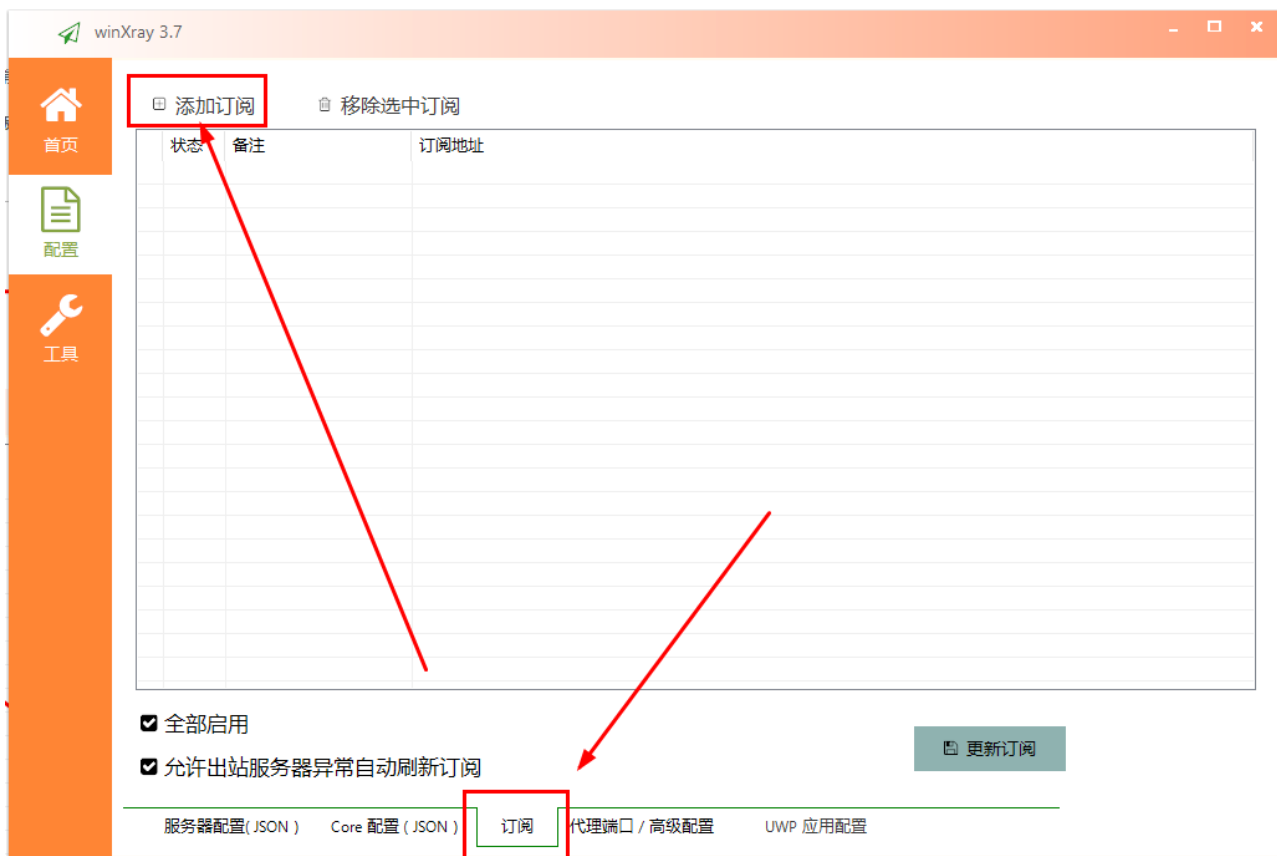 winXray 3.7
首页
配置
工具
添加订阅 移除选中订阅
状态 备注 订阅地址
全部启用
允许出站服务器异常自动刷新订阅
更新订阅
服务器配置( JSON ) Core 配置 ( JSON ) 订阅 代理端口 / 高级配置 UWP 应用配置